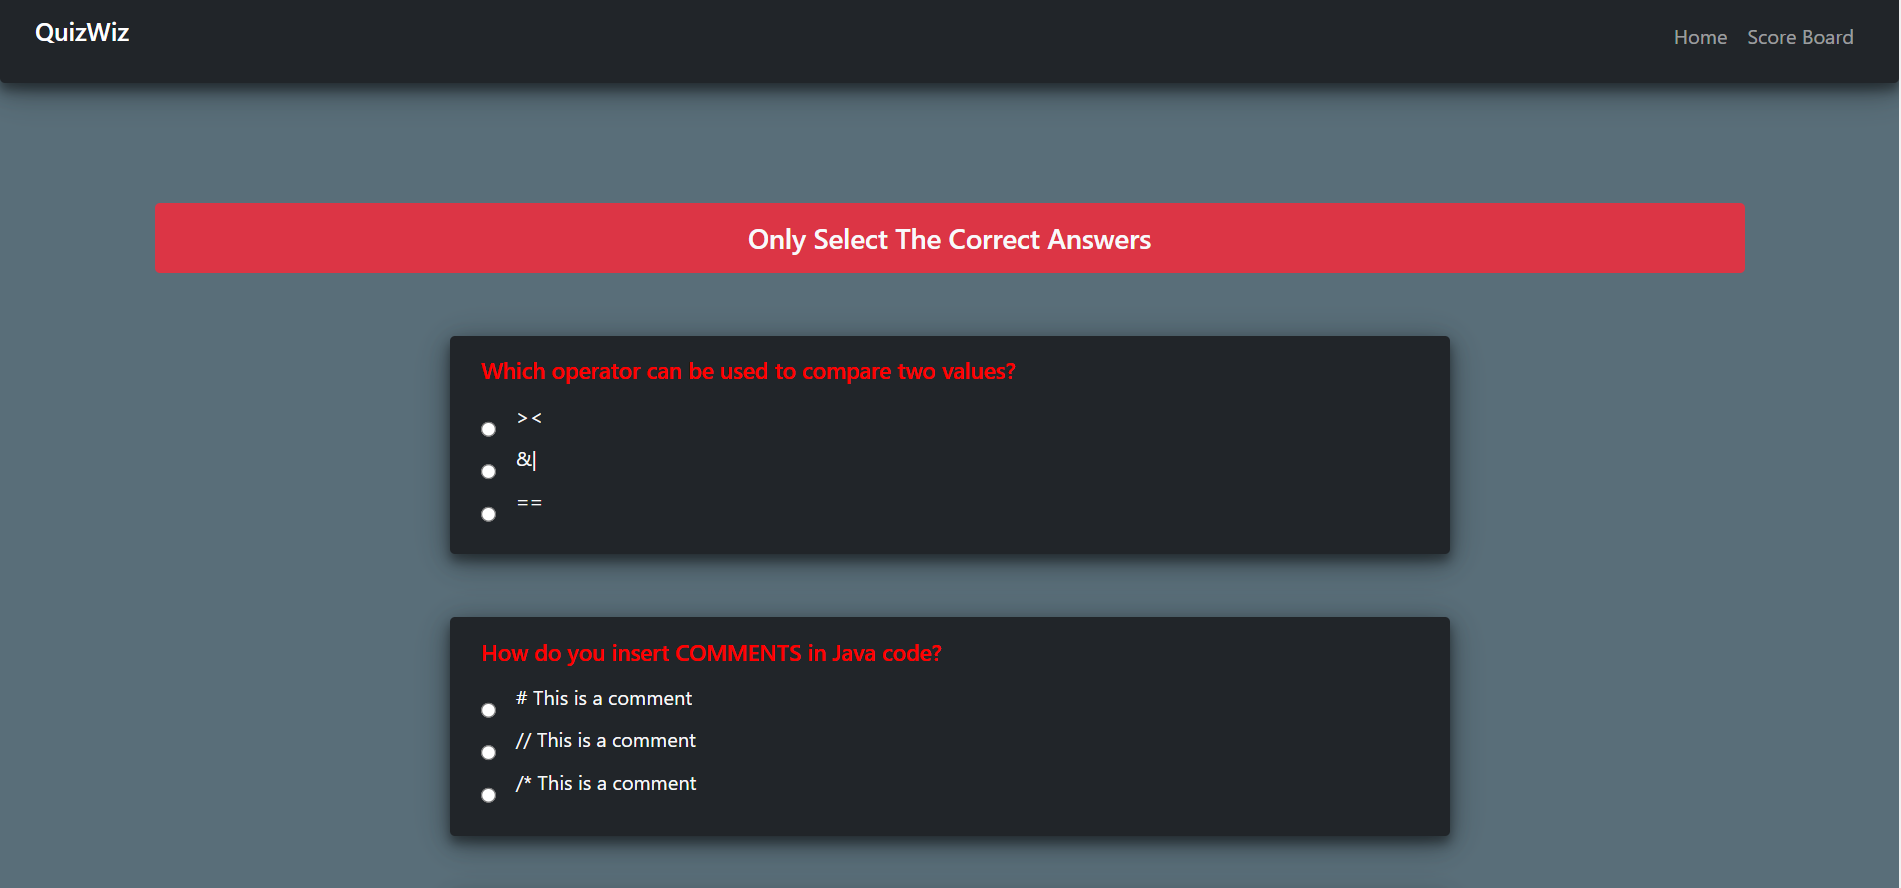 QuizWiz
Home Score Board
Only Select The Correct Answers
Which operator can be used to compare two values?
><
&|
==
How do you insert COMMENTS in Java code?
# This is a comment
// This is a comment
/* This is a comment